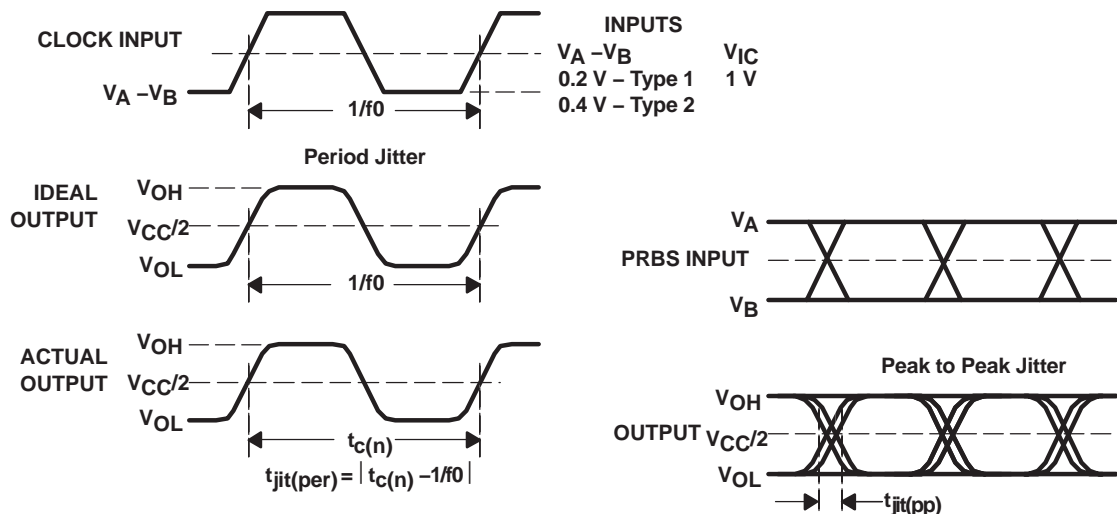 CLOCK INPUT
V_A –V_B
1/f0
INPUTS
V_A –V_B V_IC
0.2 V – Type 1 1 V
0.4 V – Type 2
Period Jitter
IDEAL
OUTPUT
V_OH
V_CC/2
V_OL
1/f0
ACTUAL
OUTPUT
V_OH
V_CC/2
V_OL
t_c(n)
t_jit(per) = | t_c(n) –1/f0 |
V_A
PRBS INPUT
V_B
Peak to Peak Jitter
V_OH
OUTPUT V_CC/2
V_OL
t_jit(pp)